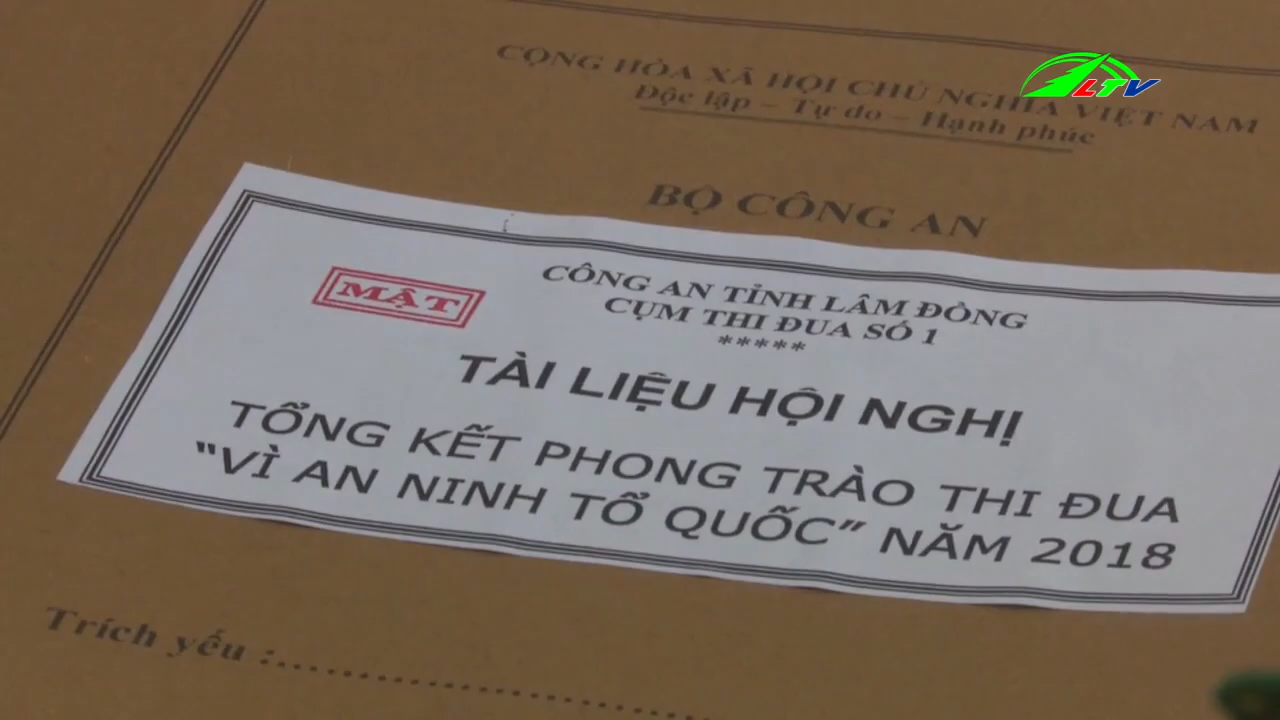 LTV
CỘNG HÒA XÃ HỘI CHỦ NGHĨA VIỆT NAM
Độc lập – Tự do – Hạnh phúc
BỘ CÔNG AN
MẬT
CÔNG AN TỈNH LÂM ĐỒNG
CỤM THI ĐUA SỐ 1
*****
TÀI LIỆU HỘI NGHỊ
TỔNG KẾT PHONG TRÀO THI ĐUA
“VÌ AN NINH TỔ QUỐC” NĂM 2018
Trích yếu :....................................